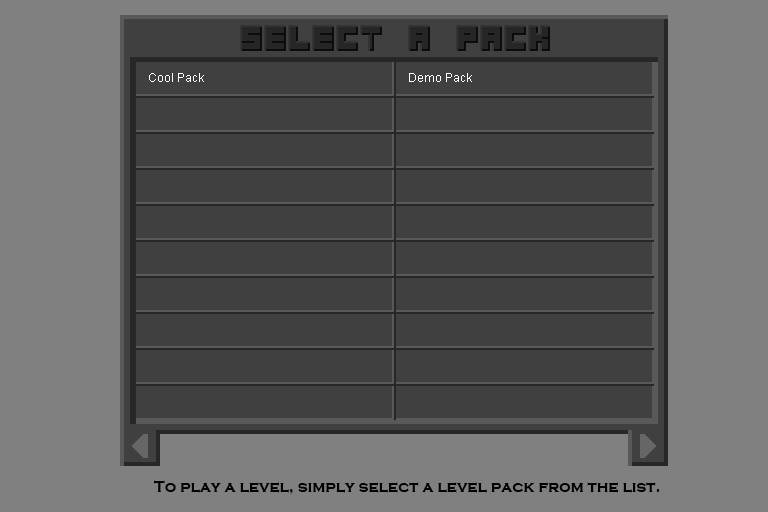 SELECT A PACK
Cool Pack
Demo Pack
To play a level, simply select a level pack from the list.